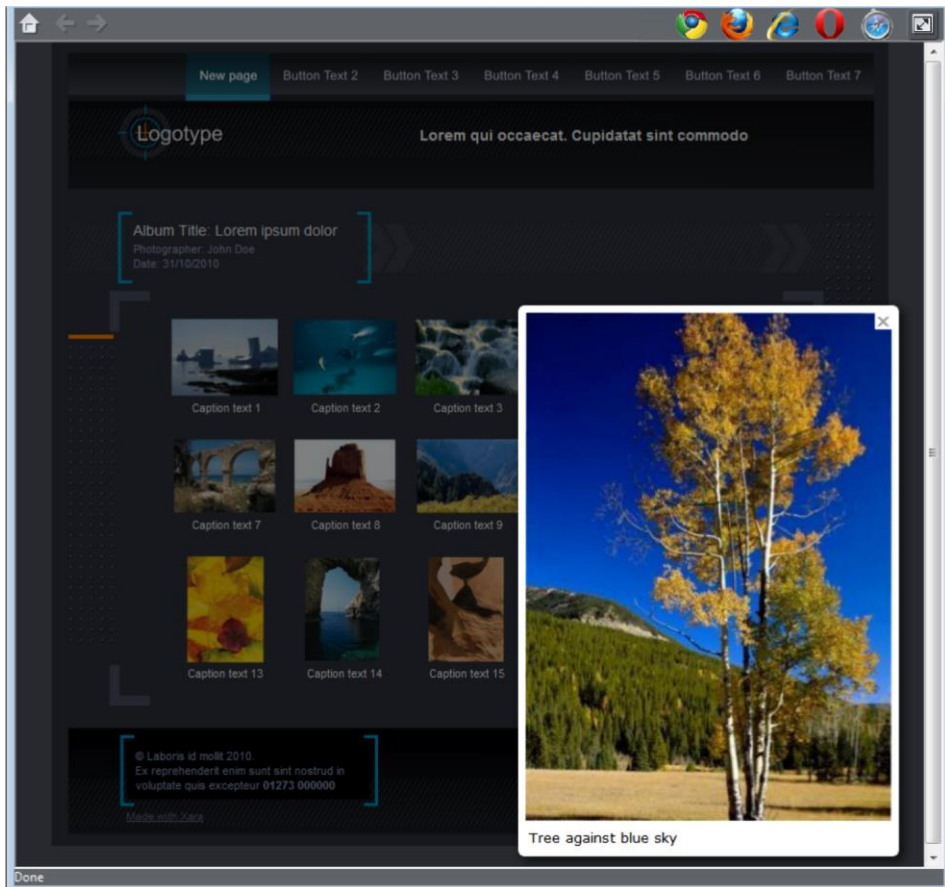 New page Button Text 2 Button Text 3 Button Text 4 Button Text 5 Button Text 6 Button Text 7
Logotype
Lorem qui occaecat. Cupidatat sint commodo
Album Title: Lorem ipsum dolor
Photographer: John Doe
Date: 31/10/2010
Caption text 1 Caption text 2 Caption text 3
Caption text 7 Caption text 8 Caption text 9
Caption text 13 Caption text 14 Caption text 15
Tree against blue sky
© Laboris id mollit 2010.
Ex reprehenderit enim sunt sint nostrud in
voluptate quis excepteur 01273 000000
Made with Xara
Done